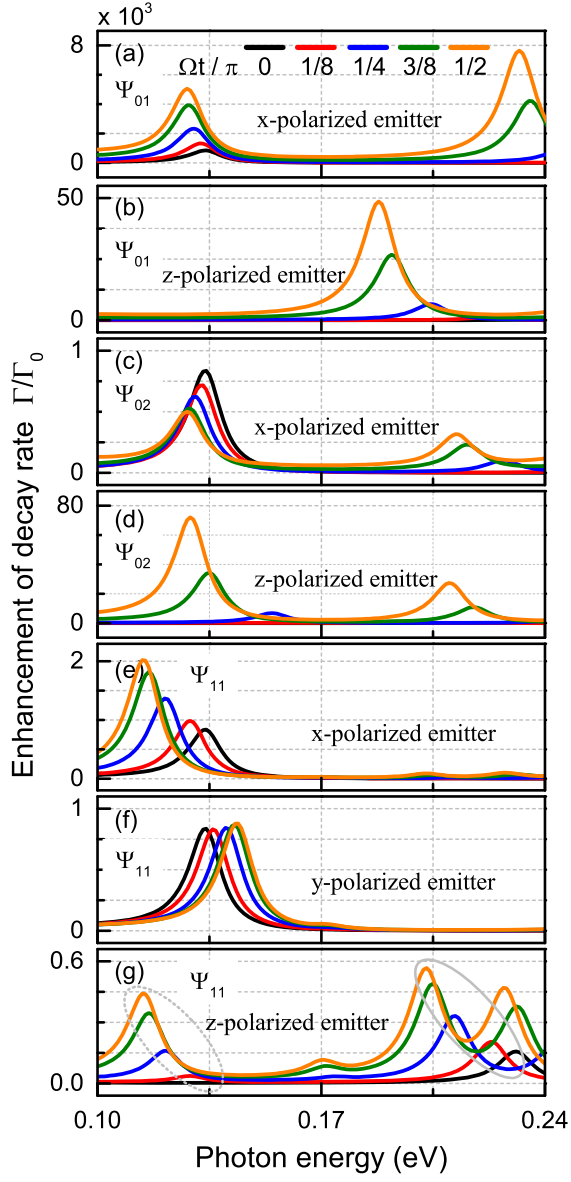 x 10³
8
(a)
Ωt / π 0 1/8 1/4 3/8 1/2
Ψ₀₁
x-polarized emitter
0
50
(b)
Ψ₀₁
z-polarized emitter
0
1
(c)
Ψ₀₂
x-polarized emitter
0
80
(d)
Ψ₀₂
z-polarized emitter
0
2
(e)
Ψ₁₁
x-polarized emitter
0
1
(f)
Ψ₁₁
y-polarized emitter
0
0.6
(g)
Ψ₁₁
z-polarized emitter
0.0
0.10 0.17 0.24
Photon energy (eV)
Enhancement of decay rate Γ/Γ₀